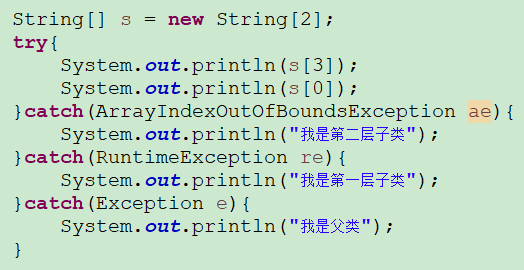 String[] s = new String[2];
try{
    System.out.println(s[3]);
    System.out.println(s[0]);
}catch(ArrayIndexOutOfBoundsException ae){
    System.out.println("我是第二层子类");
}catch(RuntimeException re){
    System.out.println("我是第一层子类");
}catch(Exception e){
    System.out.println("我是父类");
}